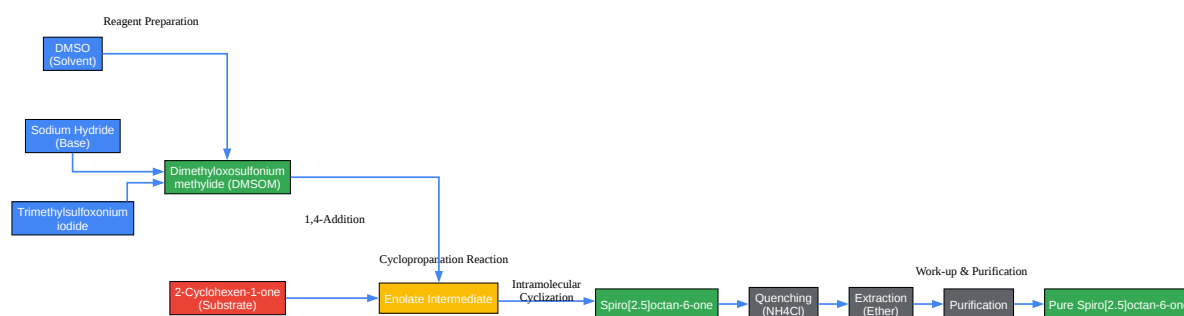 Reagent Preparation
DMSO
(Solvent)
Sodium Hydride
(Base)
Dimethyloxosulfonium
methylide (DMSOM)
Trimethylsulfoxonium
iodide
1,4-Addition
Cyclopropanation Reaction
2-Cyclohexen-1-one
(Substrate)
Enolate Intermediate
Intramolecular
Cyclization
Spiro[2.5]octan-6-one
Work-up & Purification
Quenching
(NH4Cl)
Extraction
(Ether)
Purification
Pure Spiro[2.5]octan-6-one